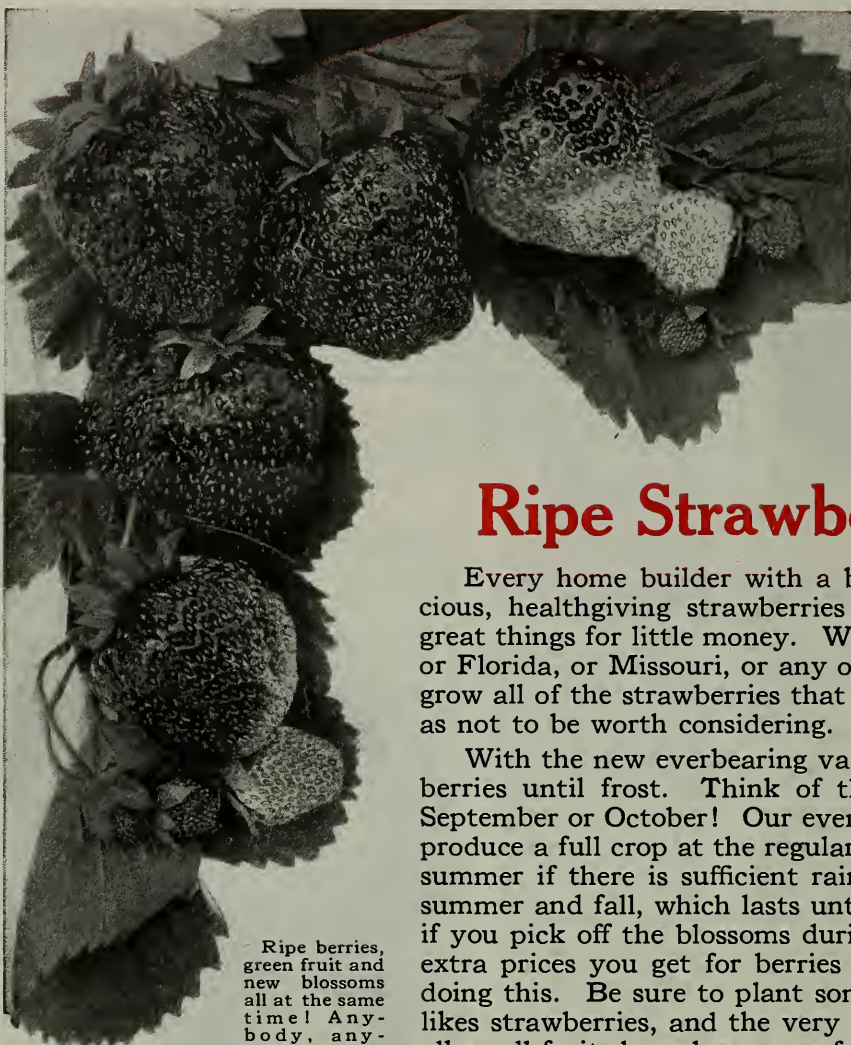 Ripe Strawb
Every home builder with a b
cious, healthgiving strawberries
great things for little money. W
or Florida, or Missouri, or any o
grow all of the strawberries that
as not to be worth considering.
With the new everbearing va
berries until frost. Think of t
September or October! Our ever
produce a full crop at the regular
summer if there is sufficient rain
summer and fall, which lasts unt
if you pick off the blossoms duri
extra prices you get for berries
doing this. Be sure to plant som
likes strawberries, and the very
Ripe berries,
green fruit and
new blossoms
all at the same
time! Any-
body, any-